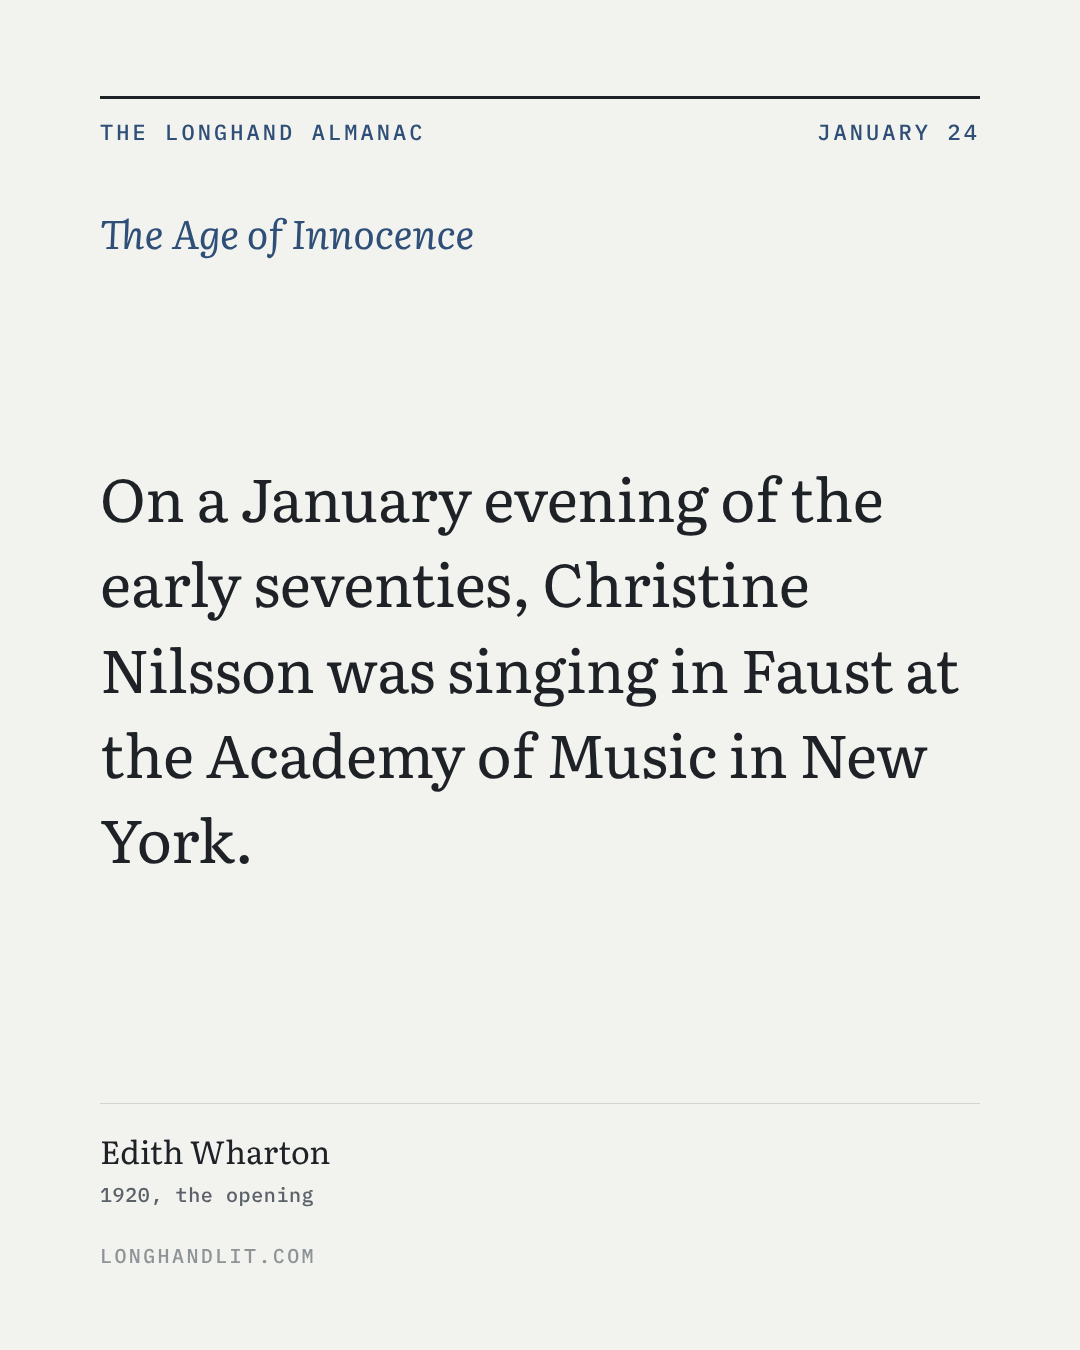 THE LONGHAND ALMANAC JANUARY 24
The Age of Innocence
On a January evening of the
early seventies, Christine
Nilsson was singing in Faust at
the Academy of Music in New
York.
Edith Wharton
1920, the opening
LONGHANDLIT.COM